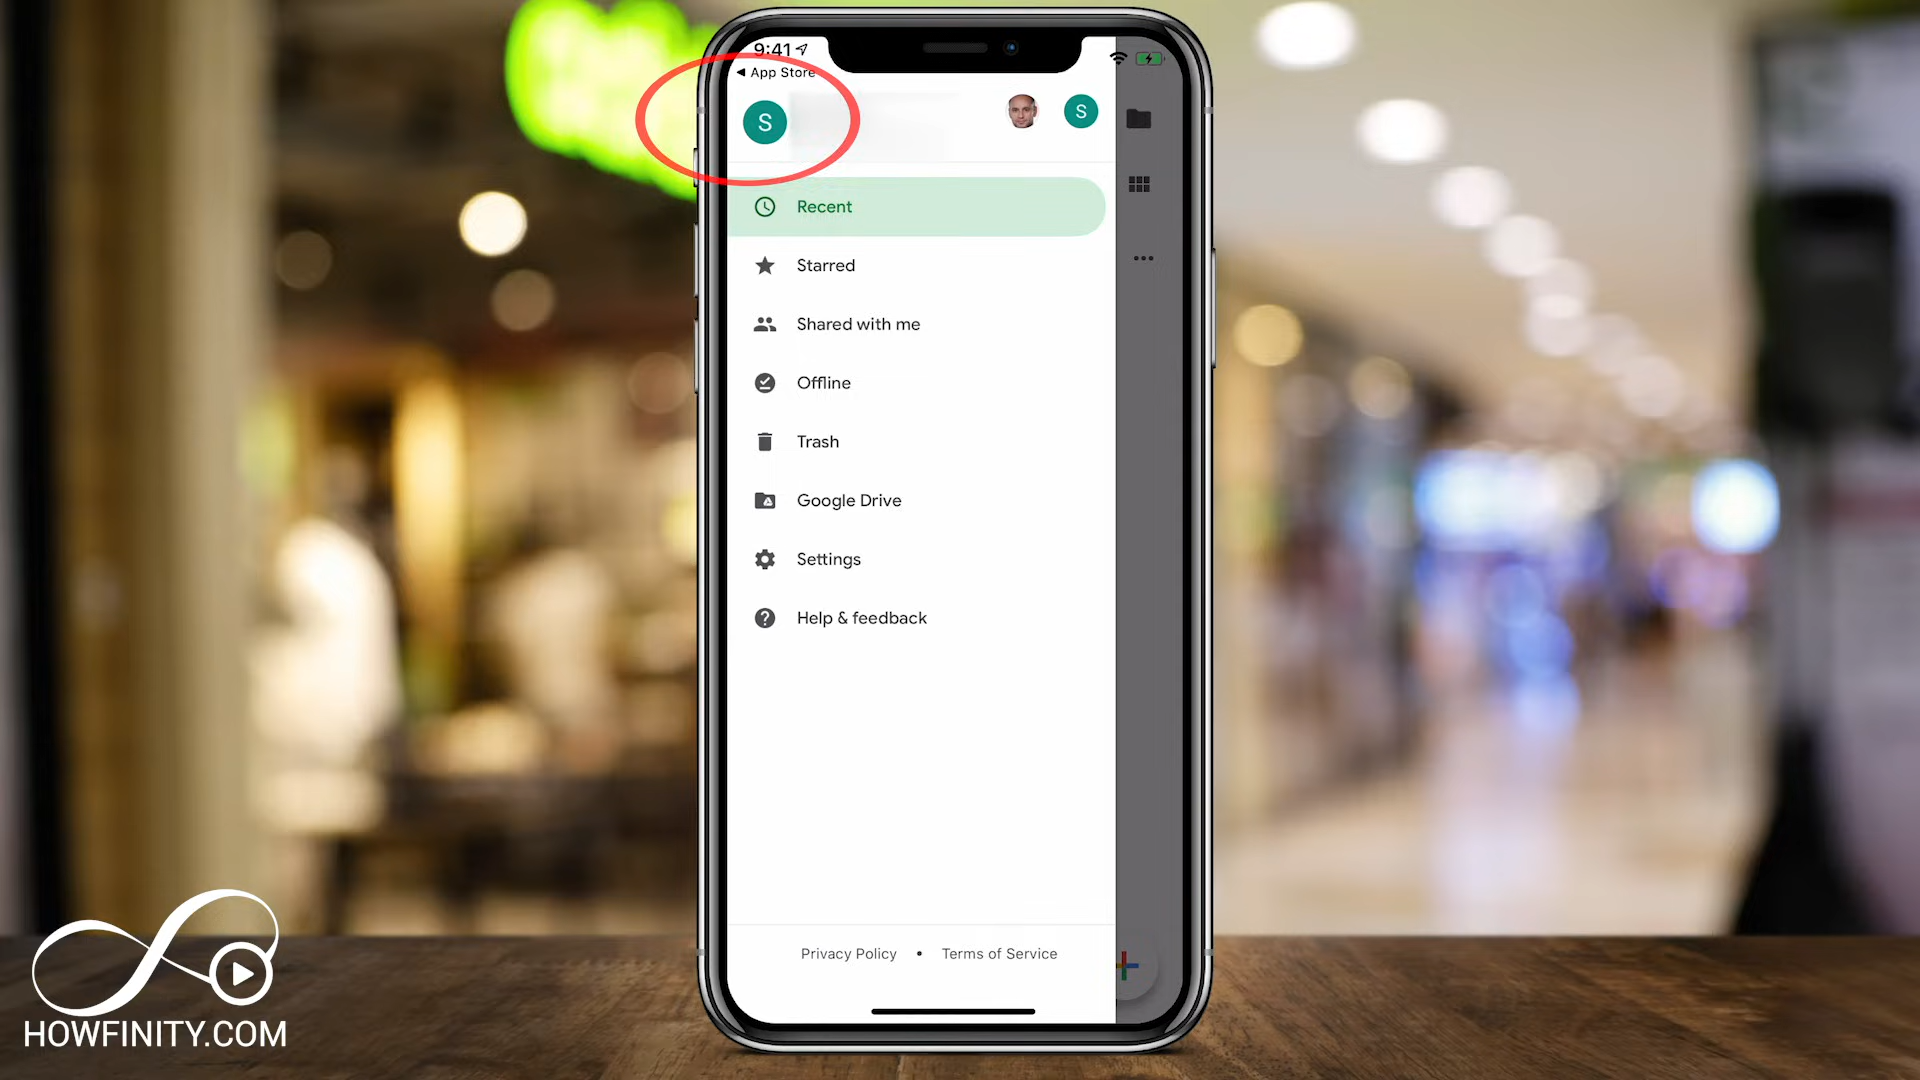 9:41
App Store
S
S
Recent
Starred
Shared with me
Offline
Trash
Google Drive
Settings
Help & feedback
Privacy Policy • Terms of Service
HOWFINITY.COM